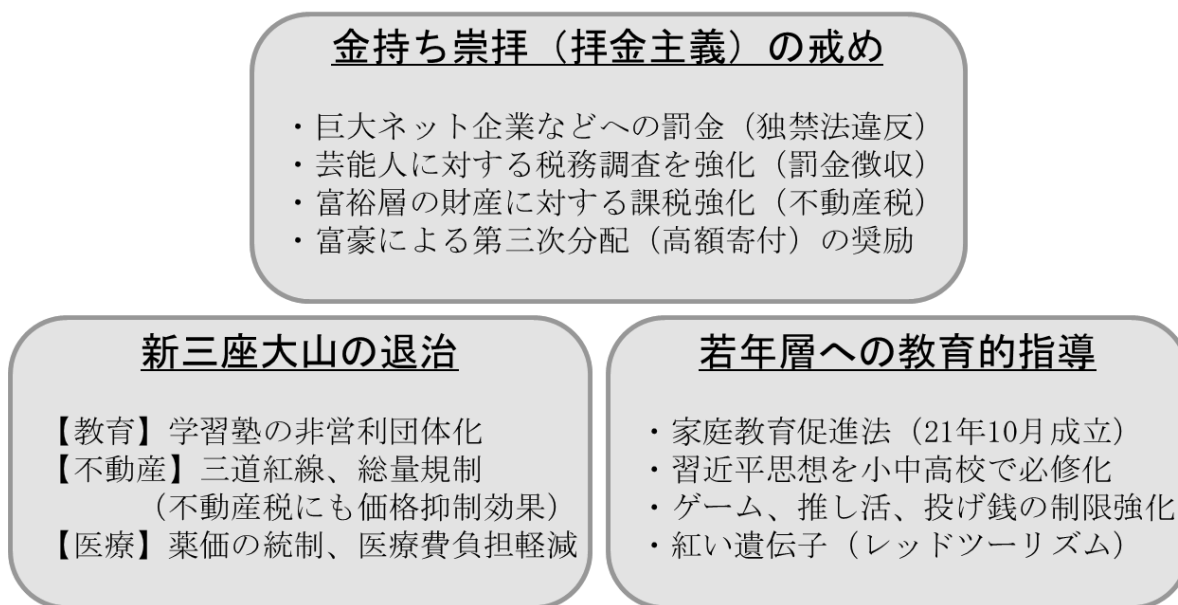 金持ち崇拝（拝金主義）の戒め
・巨大ネット企業などへの罰金（独禁法違反）
・芸能人に対する税務調査を強化（罰金徴収）
・富裕層の財産に対する課税強化（不動産税）
・富豪による第三次分配（高額寄付）の奨励
新三座大山の退治
【教育】学習塾の非営利団体化
【不動産】三道紅線、総量規制
（不動産税にも価格抑制効果）
【医療】薬価の統制、医療費負担軽減
若年層への教育的指導
・家庭教育促進法（21年10月成立）
・習近平思想を小中高校で必修化
・ゲーム、推し活、投げ銭の制限強化
・紅い遺伝子（レッドツーリズム）